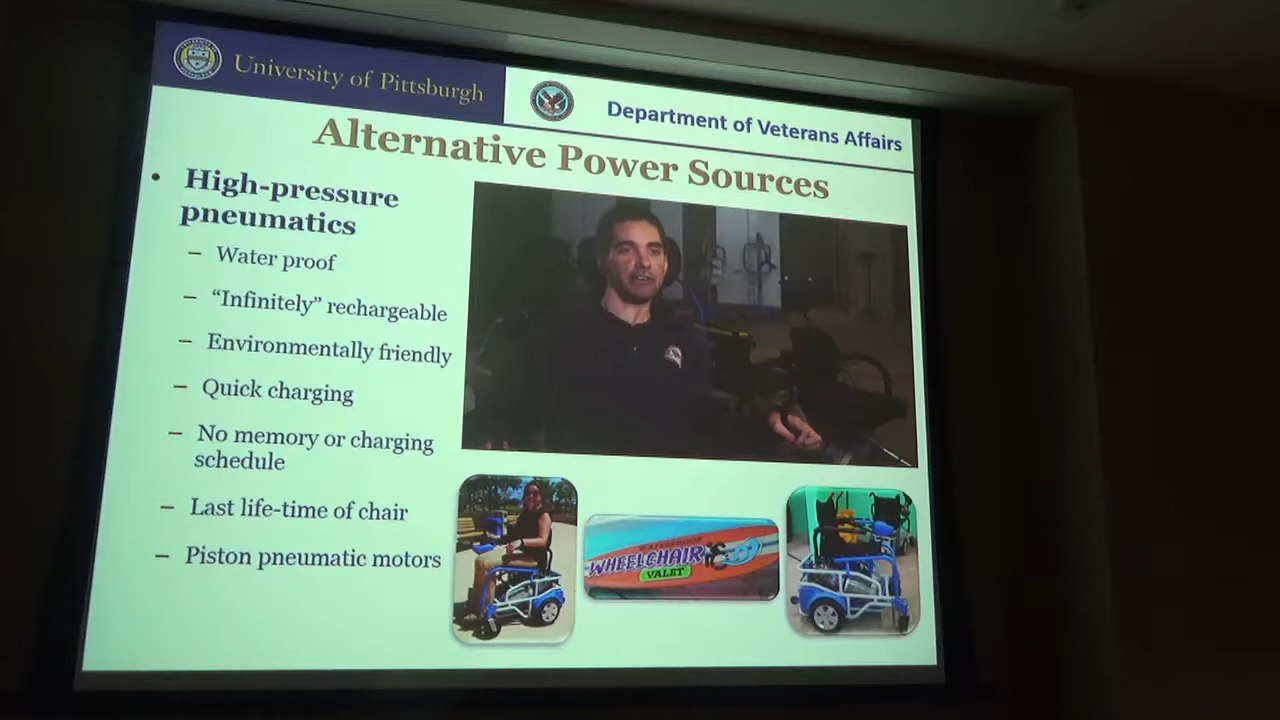 University of Pittsburgh
Department of Veterans Affairs
Alternative Power Sources
• High-pressure
pneumatics
– Water proof
– “Infinitely” rechargeable
– Environmentally friendly
– Quick charging
– No memory or charging
schedule
– Last life-time of chair
– Piston pneumatic motors
WATERPROOF
WHEELCHAIR
VALET